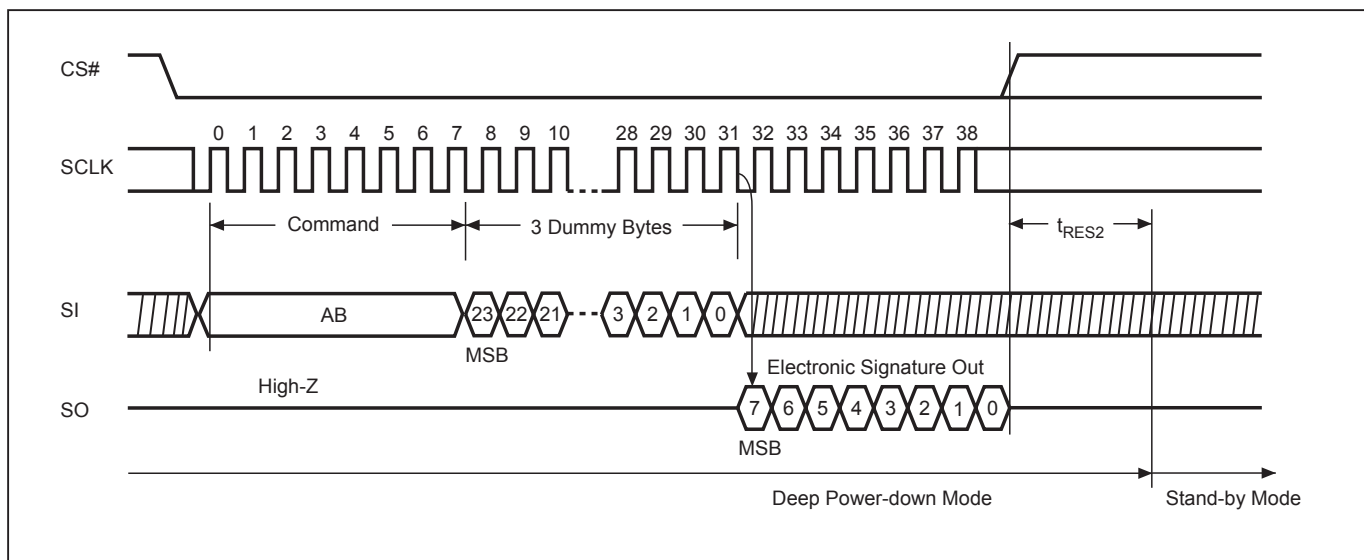 CS#
0 1 2 3 4 5 6 7 8 9 10 28 29 30 31 32 33 34 35 36 37 38
SCLK
Command 3 Dummy Bytes tRES2
SI AB 23 22 21 3 2 1 0
MSB Electronic Signature Out
High-Z
SO 7 6 5 4 3 2 1 0
MSB
Deep Power-down Mode Stand-by Mode